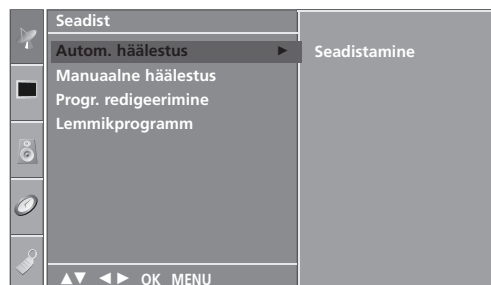 Seadist
Autom. häälestus ►
Seadistamine
Manuaalne häälestus
Progr. redigeerimine
Lemmikprogramm
▲▼ ◄► OK MENU